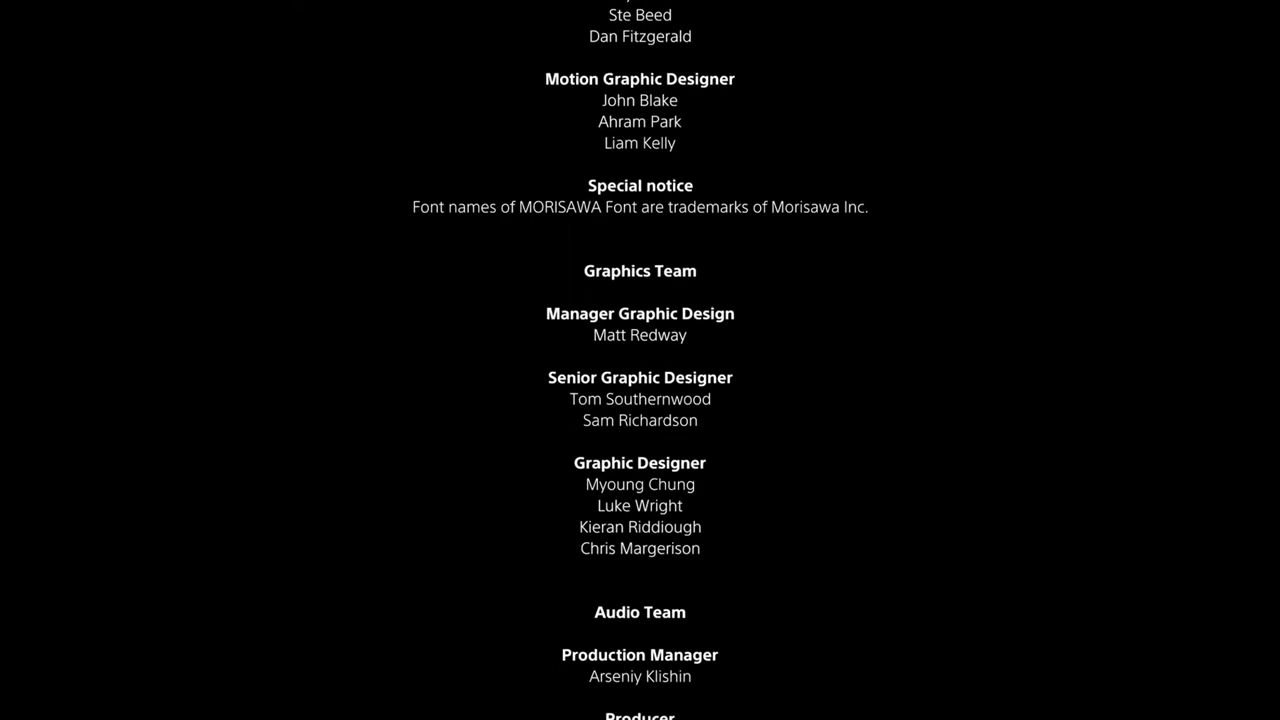 Ste Beed
Dan Fitzgerald
Motion Graphic Designer
John Blake
Ahram Park
Liam Kelly
Special notice
Font names of MORISAWA Font are trademarks of Morisawa Inc.
Graphics Team
Manager Graphic Design
Matt Redway
Senior Graphic Designer
Tom Southernwood
Sam Richardson
Graphic Designer
Myoung Chung
Luke Wright
Kieran Riddiough
Chris Margerison
Audio Team
Production Manager
Arseniy Klishin
Producer